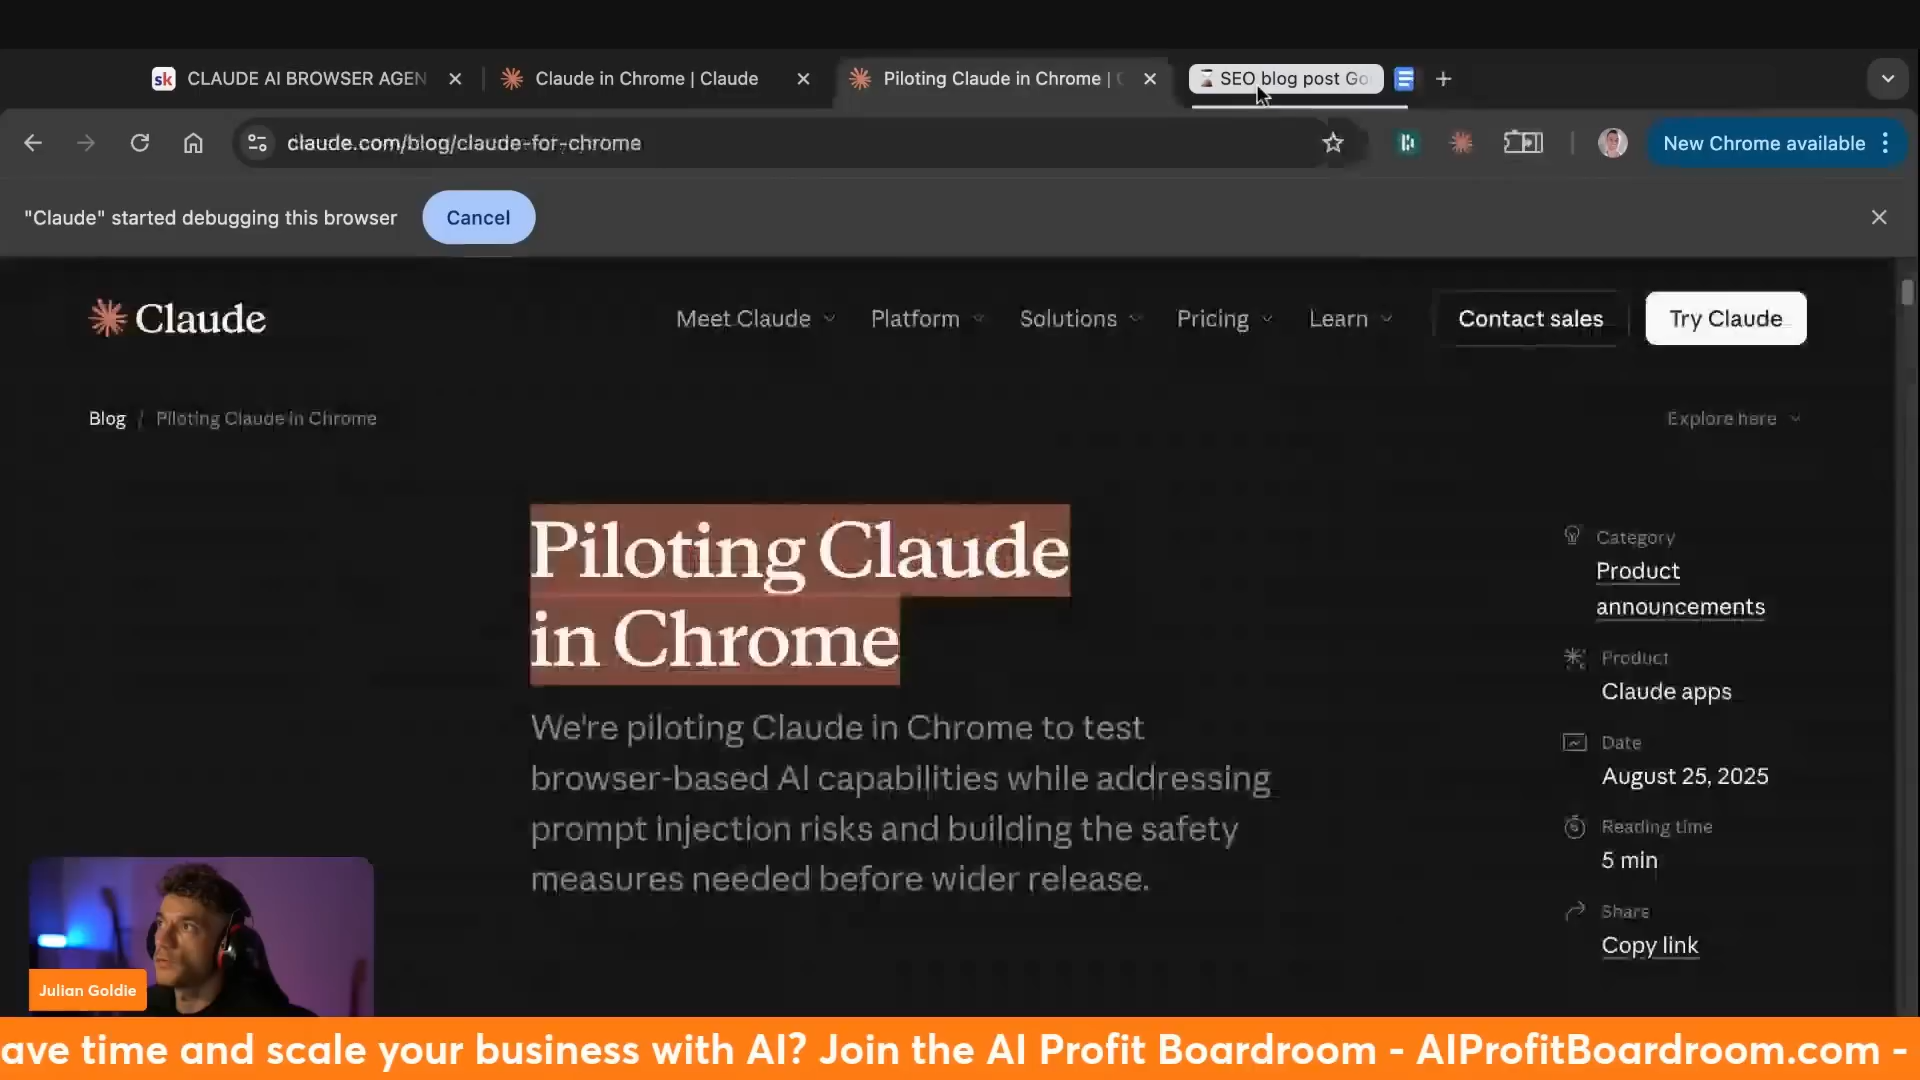 sk CLAUDE AI BROWSER AGEN
Claude in Chrome | Claude
Piloting Claude in Chrome |
SEO blog post Go
claude.com/blog/claude-for-chrome
New Chrome available
"Claude" started debugging this browser
Cancel
Claude
Meet Claude
Platform
Solutions
Pricing
Learn
Contact sales
Try Claude
Blog / Piloting Claude in Chrome
Explore here
Piloting Claude
in Chrome
We're piloting Claude in Chrome to test
browser-based AI capabilities while addressing
prompt injection risks and building the safety
measures needed before wider release.
Category
Product
announcements
Product
Claude apps
Date
August 25, 2025
Reading time
5 min
Share
Copy link
Julian Goldie
ave time and scale your business with AI? Join the AI Profit Boardroom - AIProfitBoardroom.com -